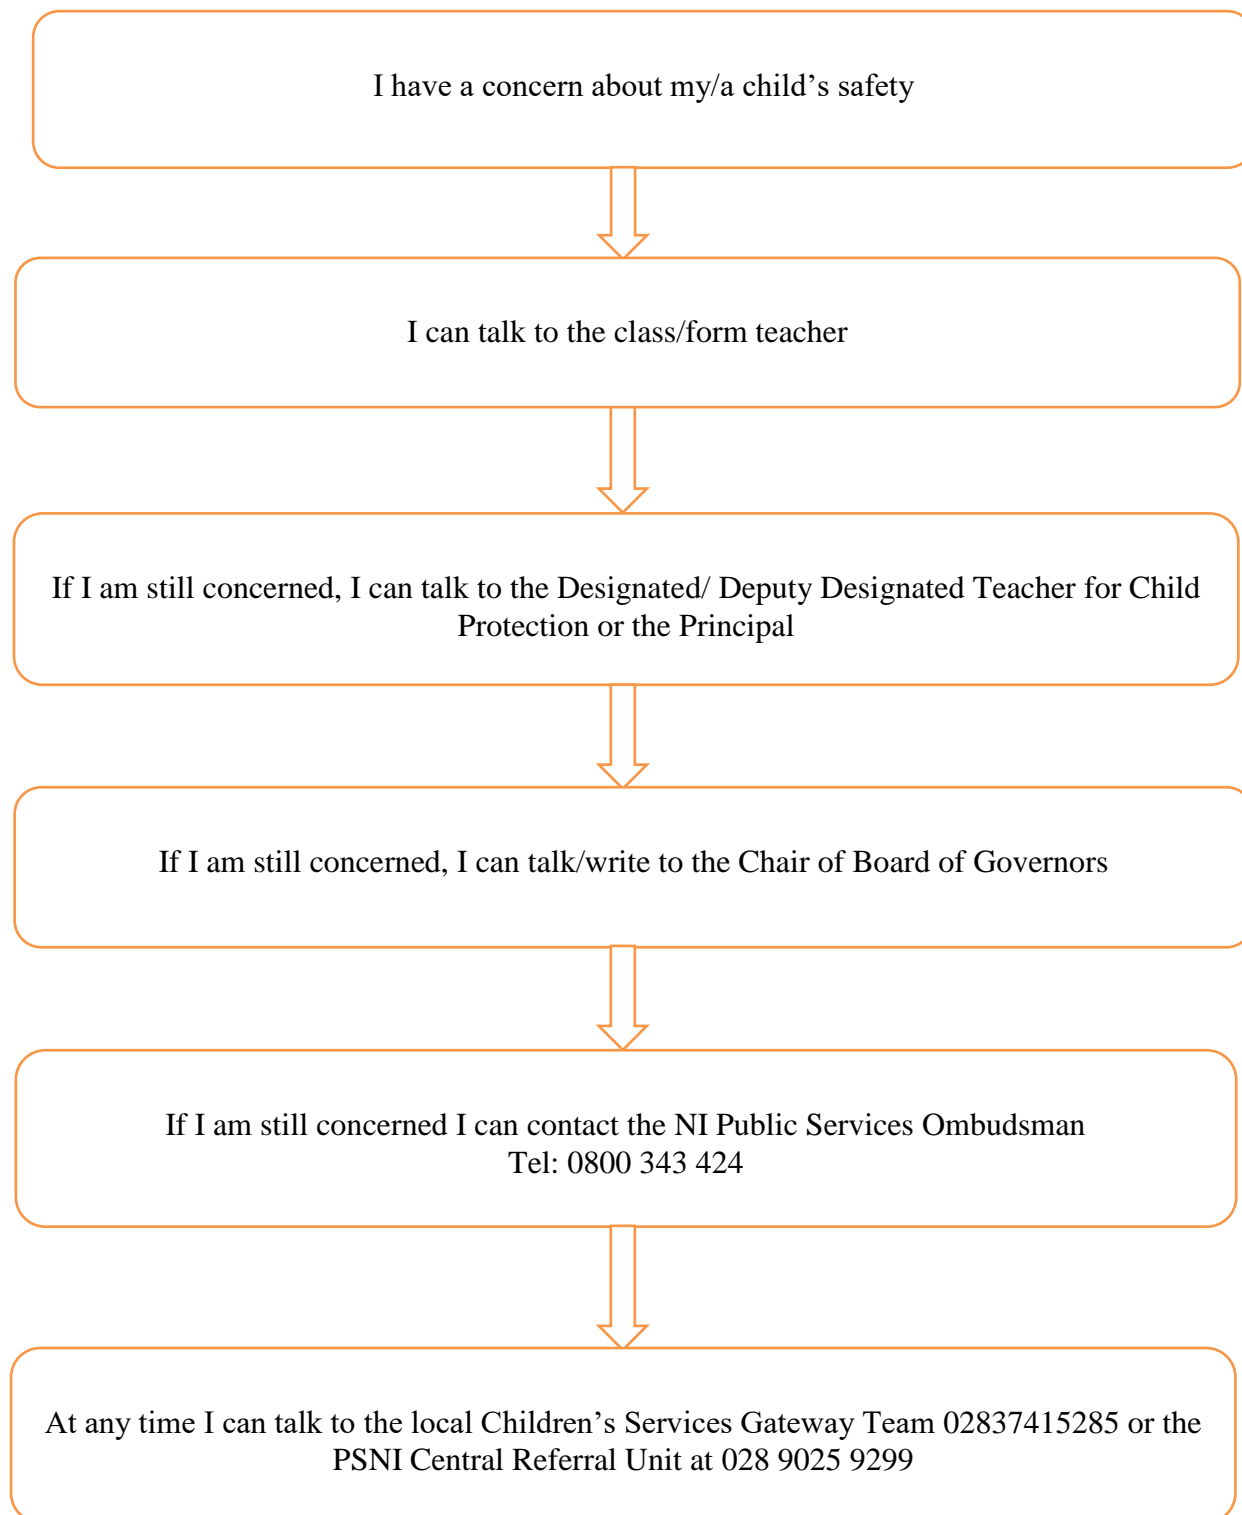 I have a concern about my/a child’s safety
I can talk to the class/form teacher
If I am still concerned, I can talk to the Designated/ Deputy Designated Teacher for Child
Protection or the Principal
If I am still concerned, I can talk/write to the Chair of Board of Governors
If I am still concerned I can contact the NI Public Services Ombudsman
Tel: 0800 343 424
At any time I can talk to the local Children’s Services Gateway Team 02837415285 or the
PSNI Central Referral Unit at 028 9025 9299